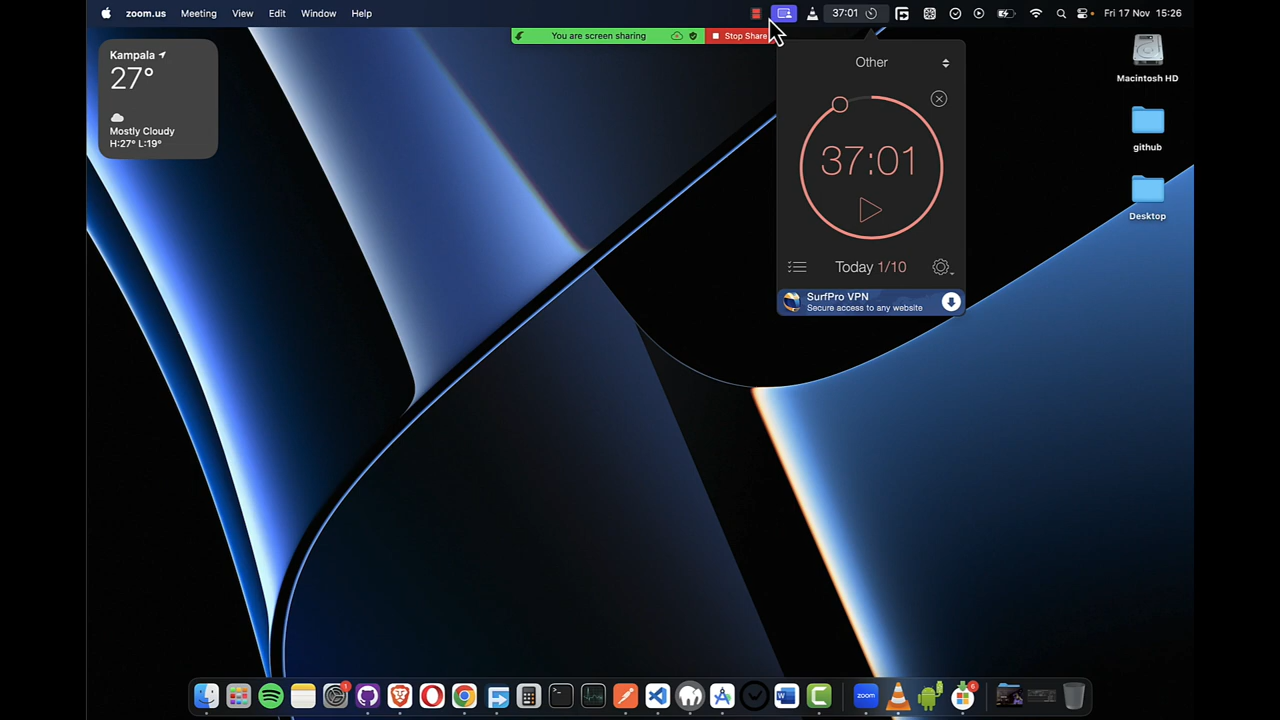 zoom.us Meeting View Edit Window Help
37:01 Fri 17 Nov 15:26
You are screen sharing Stop Share
Kampala
27°
Mostly Cloudy
H:27° L:19°
Other
37:01
Today 1/10
SurfPro VPN
Secure access to any website
Macintosh HD
github
Desktop
1
zoom
6